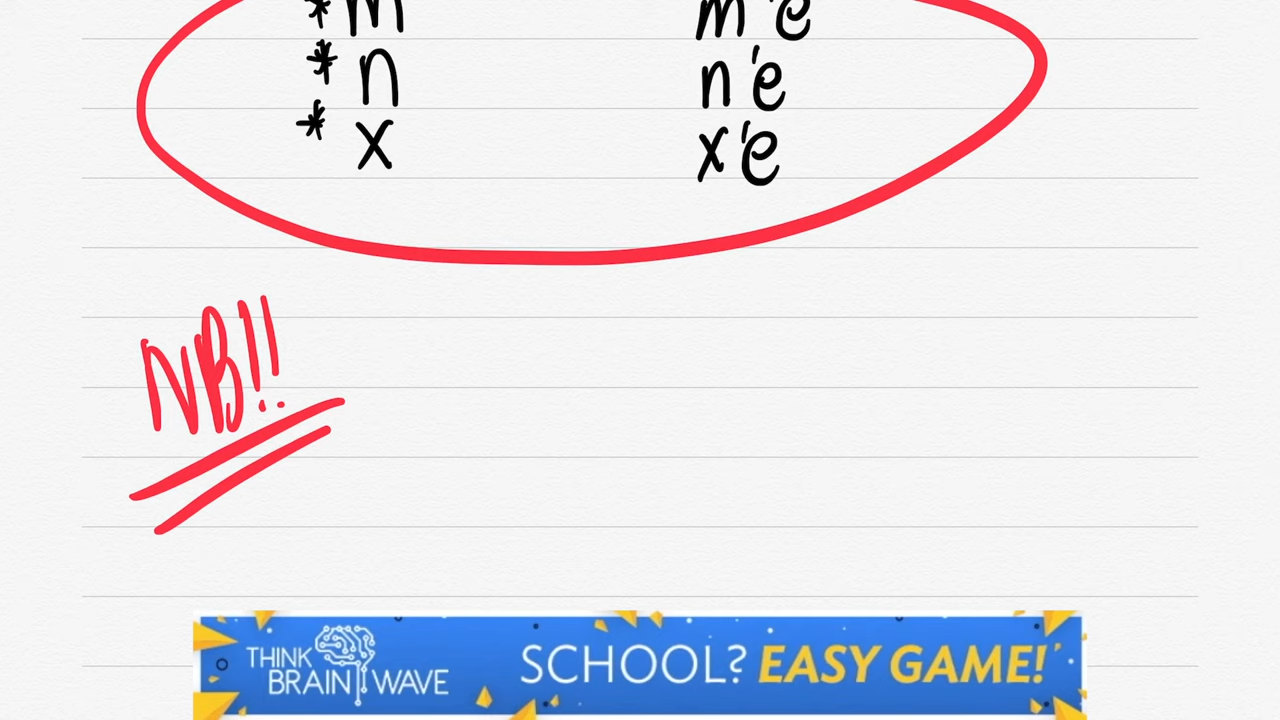 * m m'e
* n n'e
* x x'e
NB!!
THINK BRAIN WAVE
SCHOOL? EASY GAME!